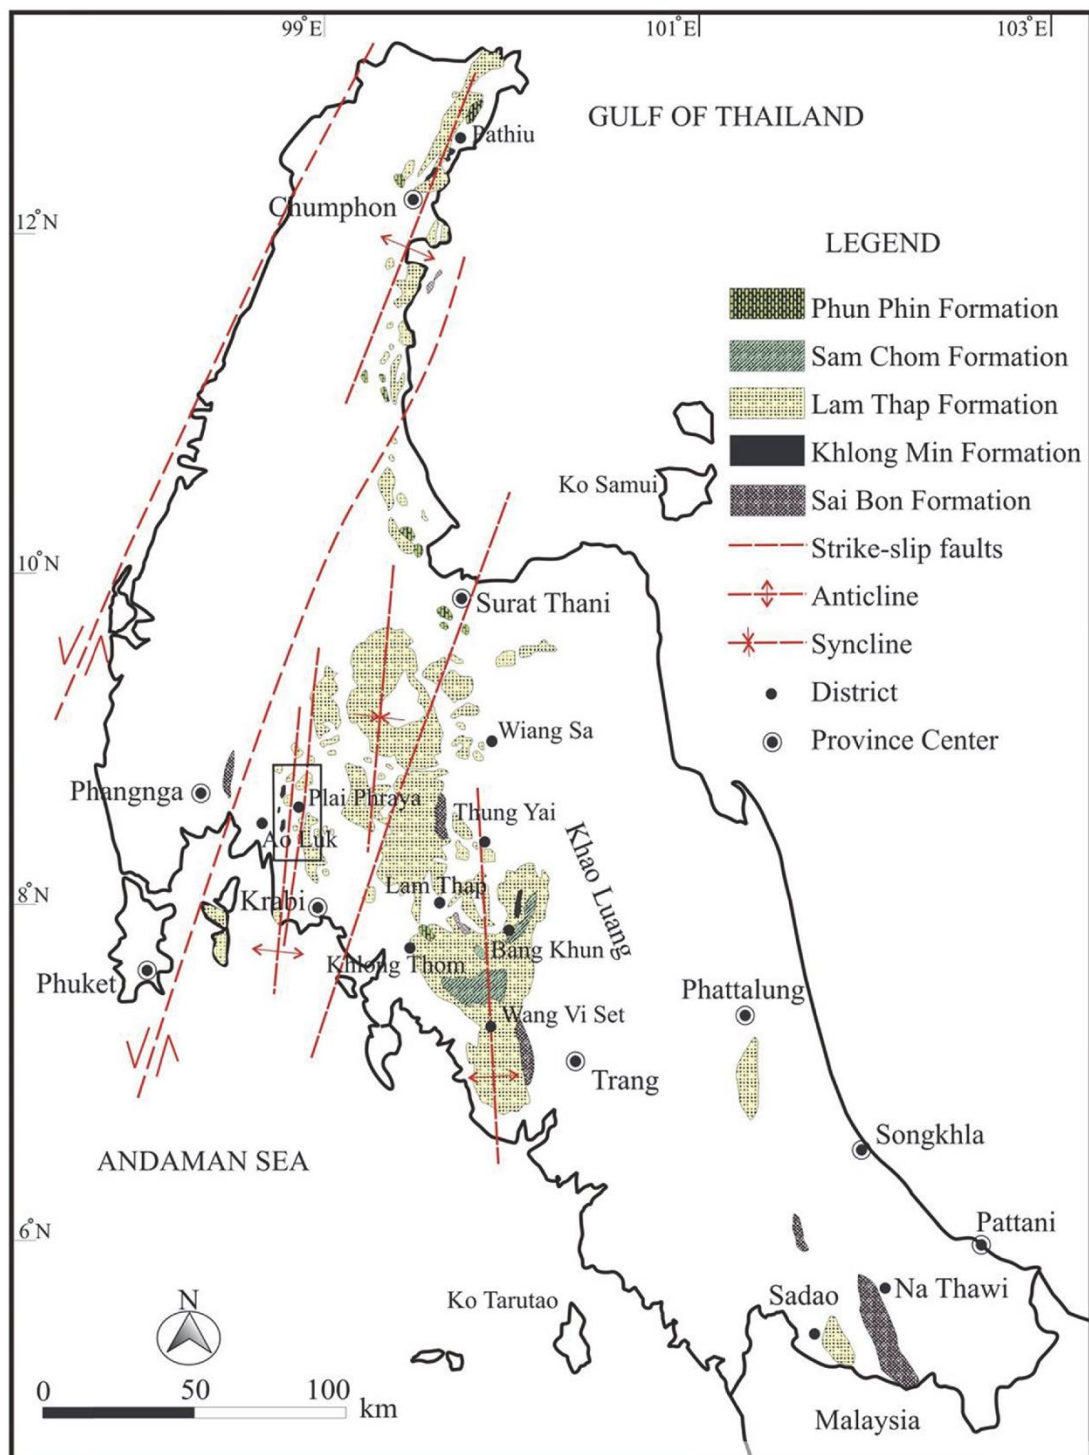 99°E
101°E
103°E
GULF OF THAILAND
Pathiu
Chumphon
12°N
LEGEND
Phun Phin Formation
Sam Chom Formation
Lam Thap Formation
Khlong Min Formation
Sai Bon Formation
Strike-slip faults
Anticline
Syncline
District
Province Center
Ko Samui
10°N
Surat Thani
Wiang Sa
Phangnga
Plai Phraya
Thung Yai
Ao Luk
Khao Luang
8°N
Lam Thap
Krabi
Bang Khun
Khlong Thom
Phuket
Phattalung
Wang Vi Set
Trang
Songkhla
ANDAMAN SEA
Pattani
6°N
Na Thawi
Sadao
Ko Tarutao
N
0
50
100
km
Malaysia